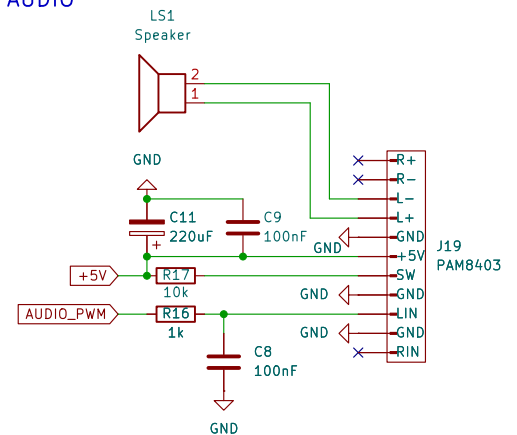 AUDIO
LS1
Speaker
2
1
GND
R+
R-
L-
C11
C9
L+
220uF
100nF
GND
GND
J19
+
+5V
PAM8403
+5V
R17
SW
10k
GND
GND
AUDIO_PWM
R16
LIN
1k
GND
GND
C8
RIN
100nF
GND